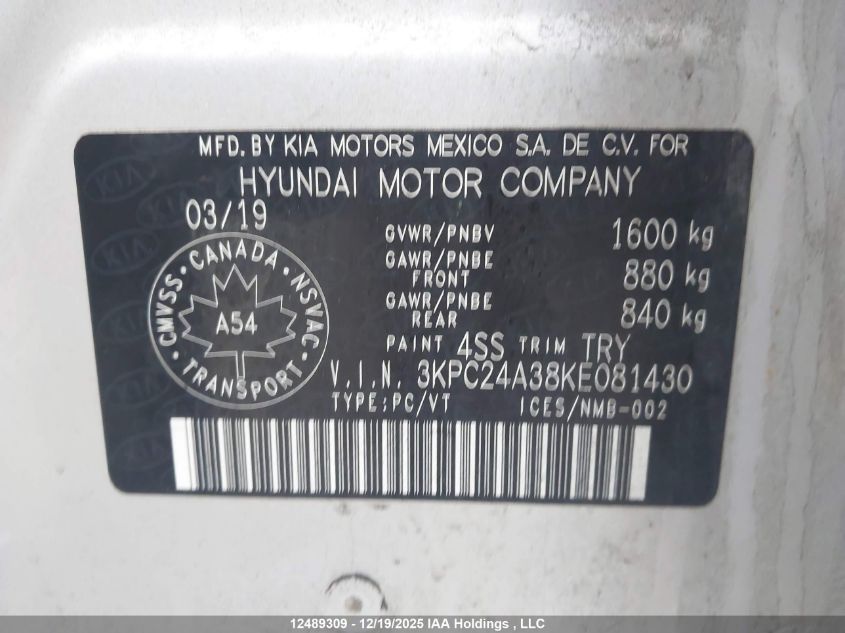 MFD. BY KIA MOTORS MEXICO S.A. DE C.V. FOR
HYUNDAI MOTOR COMPANY
03/19
GVWR/PNBV 1600 kg
GAWR/PNBE FRONT 880 kg
GAWR/PNBE REAR 840 kg
PAINT 4SS TRIM TRY
V.I.N. 3KPC24A38KE081430
TYPE:PC/VT ICES/NMB-002
CANADA · NSVAC · TRANSPORT · CMVSS ·
A54
12489309 - 12/19/2025 IAA Holdings , LLC